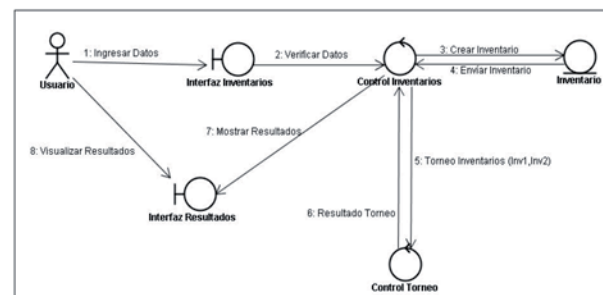 1: Ingresar Datos
2: Verificar Datos
3: Crear Inventario
4: Enviar Inventario
Usuario
Interfaz Inventarios
Control Inventarios
Inventario
7: Mostrar Resultados
8: Visualizar Resultados
5: Torneo Inventarios (Inv1,Inv2)
Interfaz Resultados
6: Resultado Torneo
Control Torneo